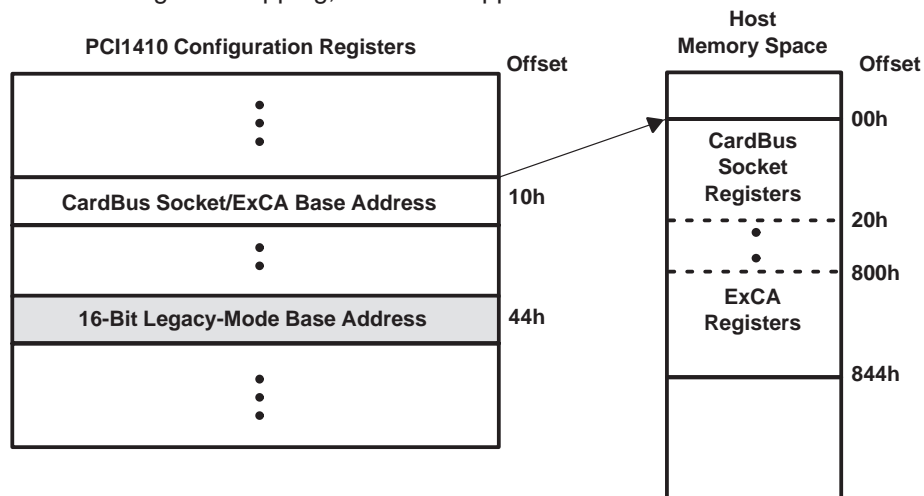 PCI1410 Configuration Registers
Offset
CardBus Socket/ExCA Base Address
10h
16-Bit Legacy-Mode Base Address
44h
Host
Memory Space
Offset
00h
CardBus
Socket
Registers
20h
800h
ExCA
Registers
844h